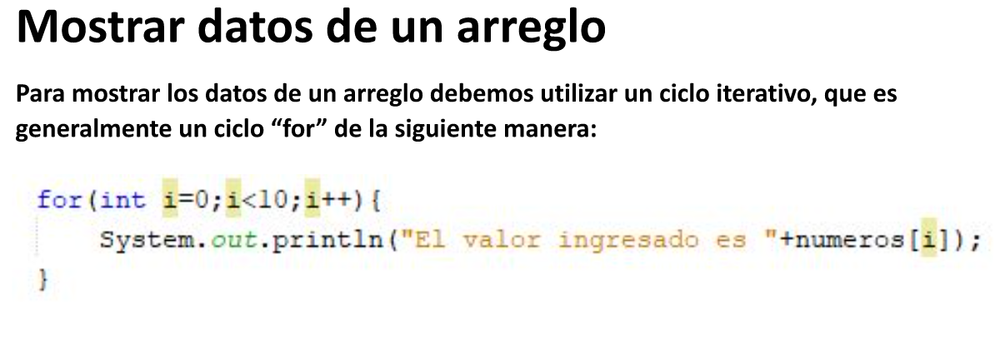 Mostrar datos de un arreglo
Para mostrar los datos de un arreglo debemos utilizar un ciclo iterativo, que es
generalmente un ciclo “for” de la siguiente manera:
for(int i=0;i<10;i++){
System.out.println("El valor ingresado es "+numeros[i]);
}